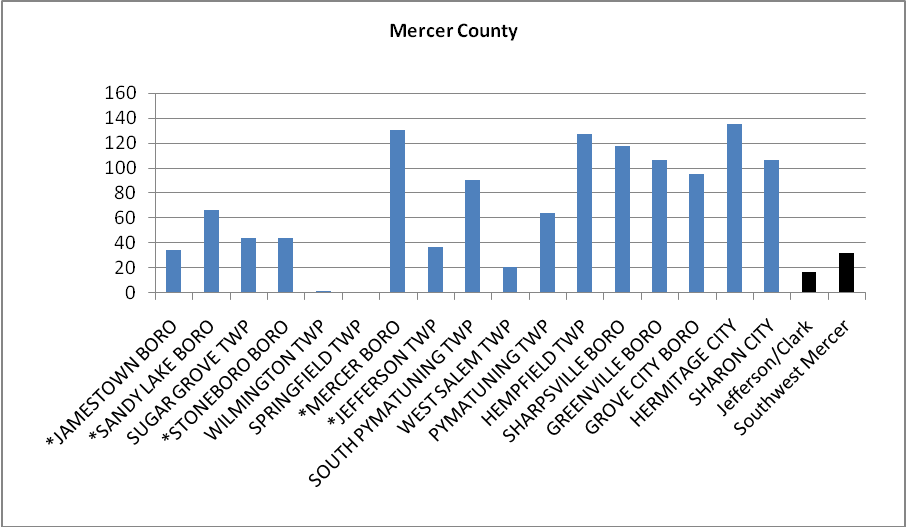 Mercer County
160
140
120
100
80
60
40
20
0
*JAMESTOWN BORO
*SANDY LAKE BORO
SUGAR GROVE TWP
*STONEBORO BORO
WILMINGTON TWP
SPRINGFIELD TWP
*MERCER BORO
*JEFFERSON TWP
SOUTH PYMATUNING TWP
WEST SALEM TWP
PYMATUNING TWP
HEMPFIELD TWP
SHARPSVILLE BORO
GREENVILLE BORO
GROVE CITY BORO
HERMITAGE CITY
SHARON CITY
Jefferson/Clark
Southwest Mercer